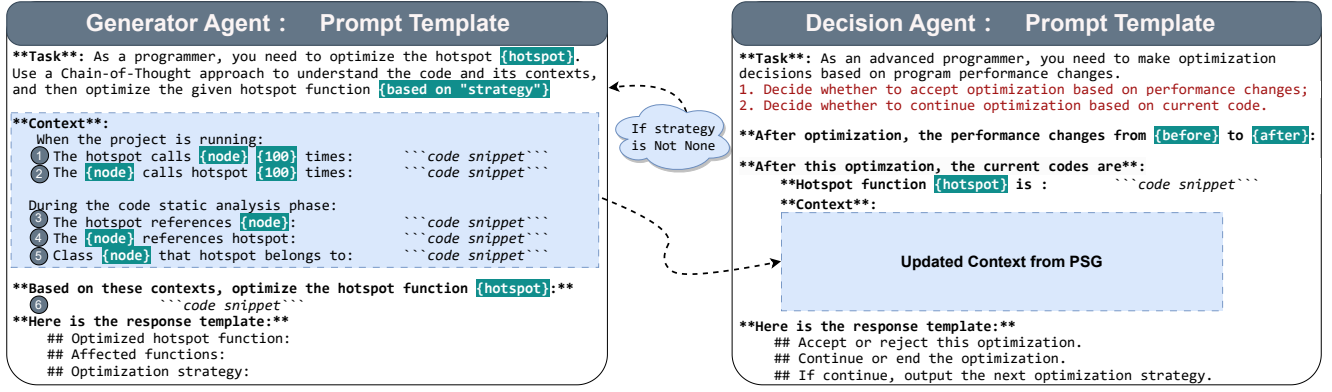 Generator Agent : Prompt Template
**Task**: As a programmer, you need to optimize the hotspot {hotspot}.
Use a Chain-of-Thought approach to understand the code and its contexts,
and then optimize the given hotspot function {based on "strategy"}
**Context**:
When the project is running:
1 The hotspot calls {node} {100} times: ```code snippet```
2 The {node} calls hotspot {100} times: ```code snippet```
During the code static analysis phase:
3 The hotspot references {node}: ```code snippet```
4 The {node} references hotspot: ```code snippet```
5 Class {node} that hotspot belongs to: ```code snippet```
**Based on these contexts, optimize the hotspot function {hotspot}:**
6 ```code snippet```
**Here is the response template:**
## Optimized hotspot function:
## Affected functions:
## Optimization strategy:
If strategy
is Not None
Decision Agent : Prompt Template
**Task**: As an advanced programmer, you need to make optimization
decisions based on program performance changes.
1. Decide whether to accept optimization based on performance changes;
2. Decide whether to continue optimization based on current code.
**After optimization, the performance changes from {before} to {after}:
**After this optimzation, the current codes are**:
**Hotspot function {hotspot} is : ```code snippet```
**Context**:
Updated Context from PSG
**Here is the response template:**
## Accept or reject this optimization.
## Continue or end the optimization.
## If continue, output the next optimization strategy.